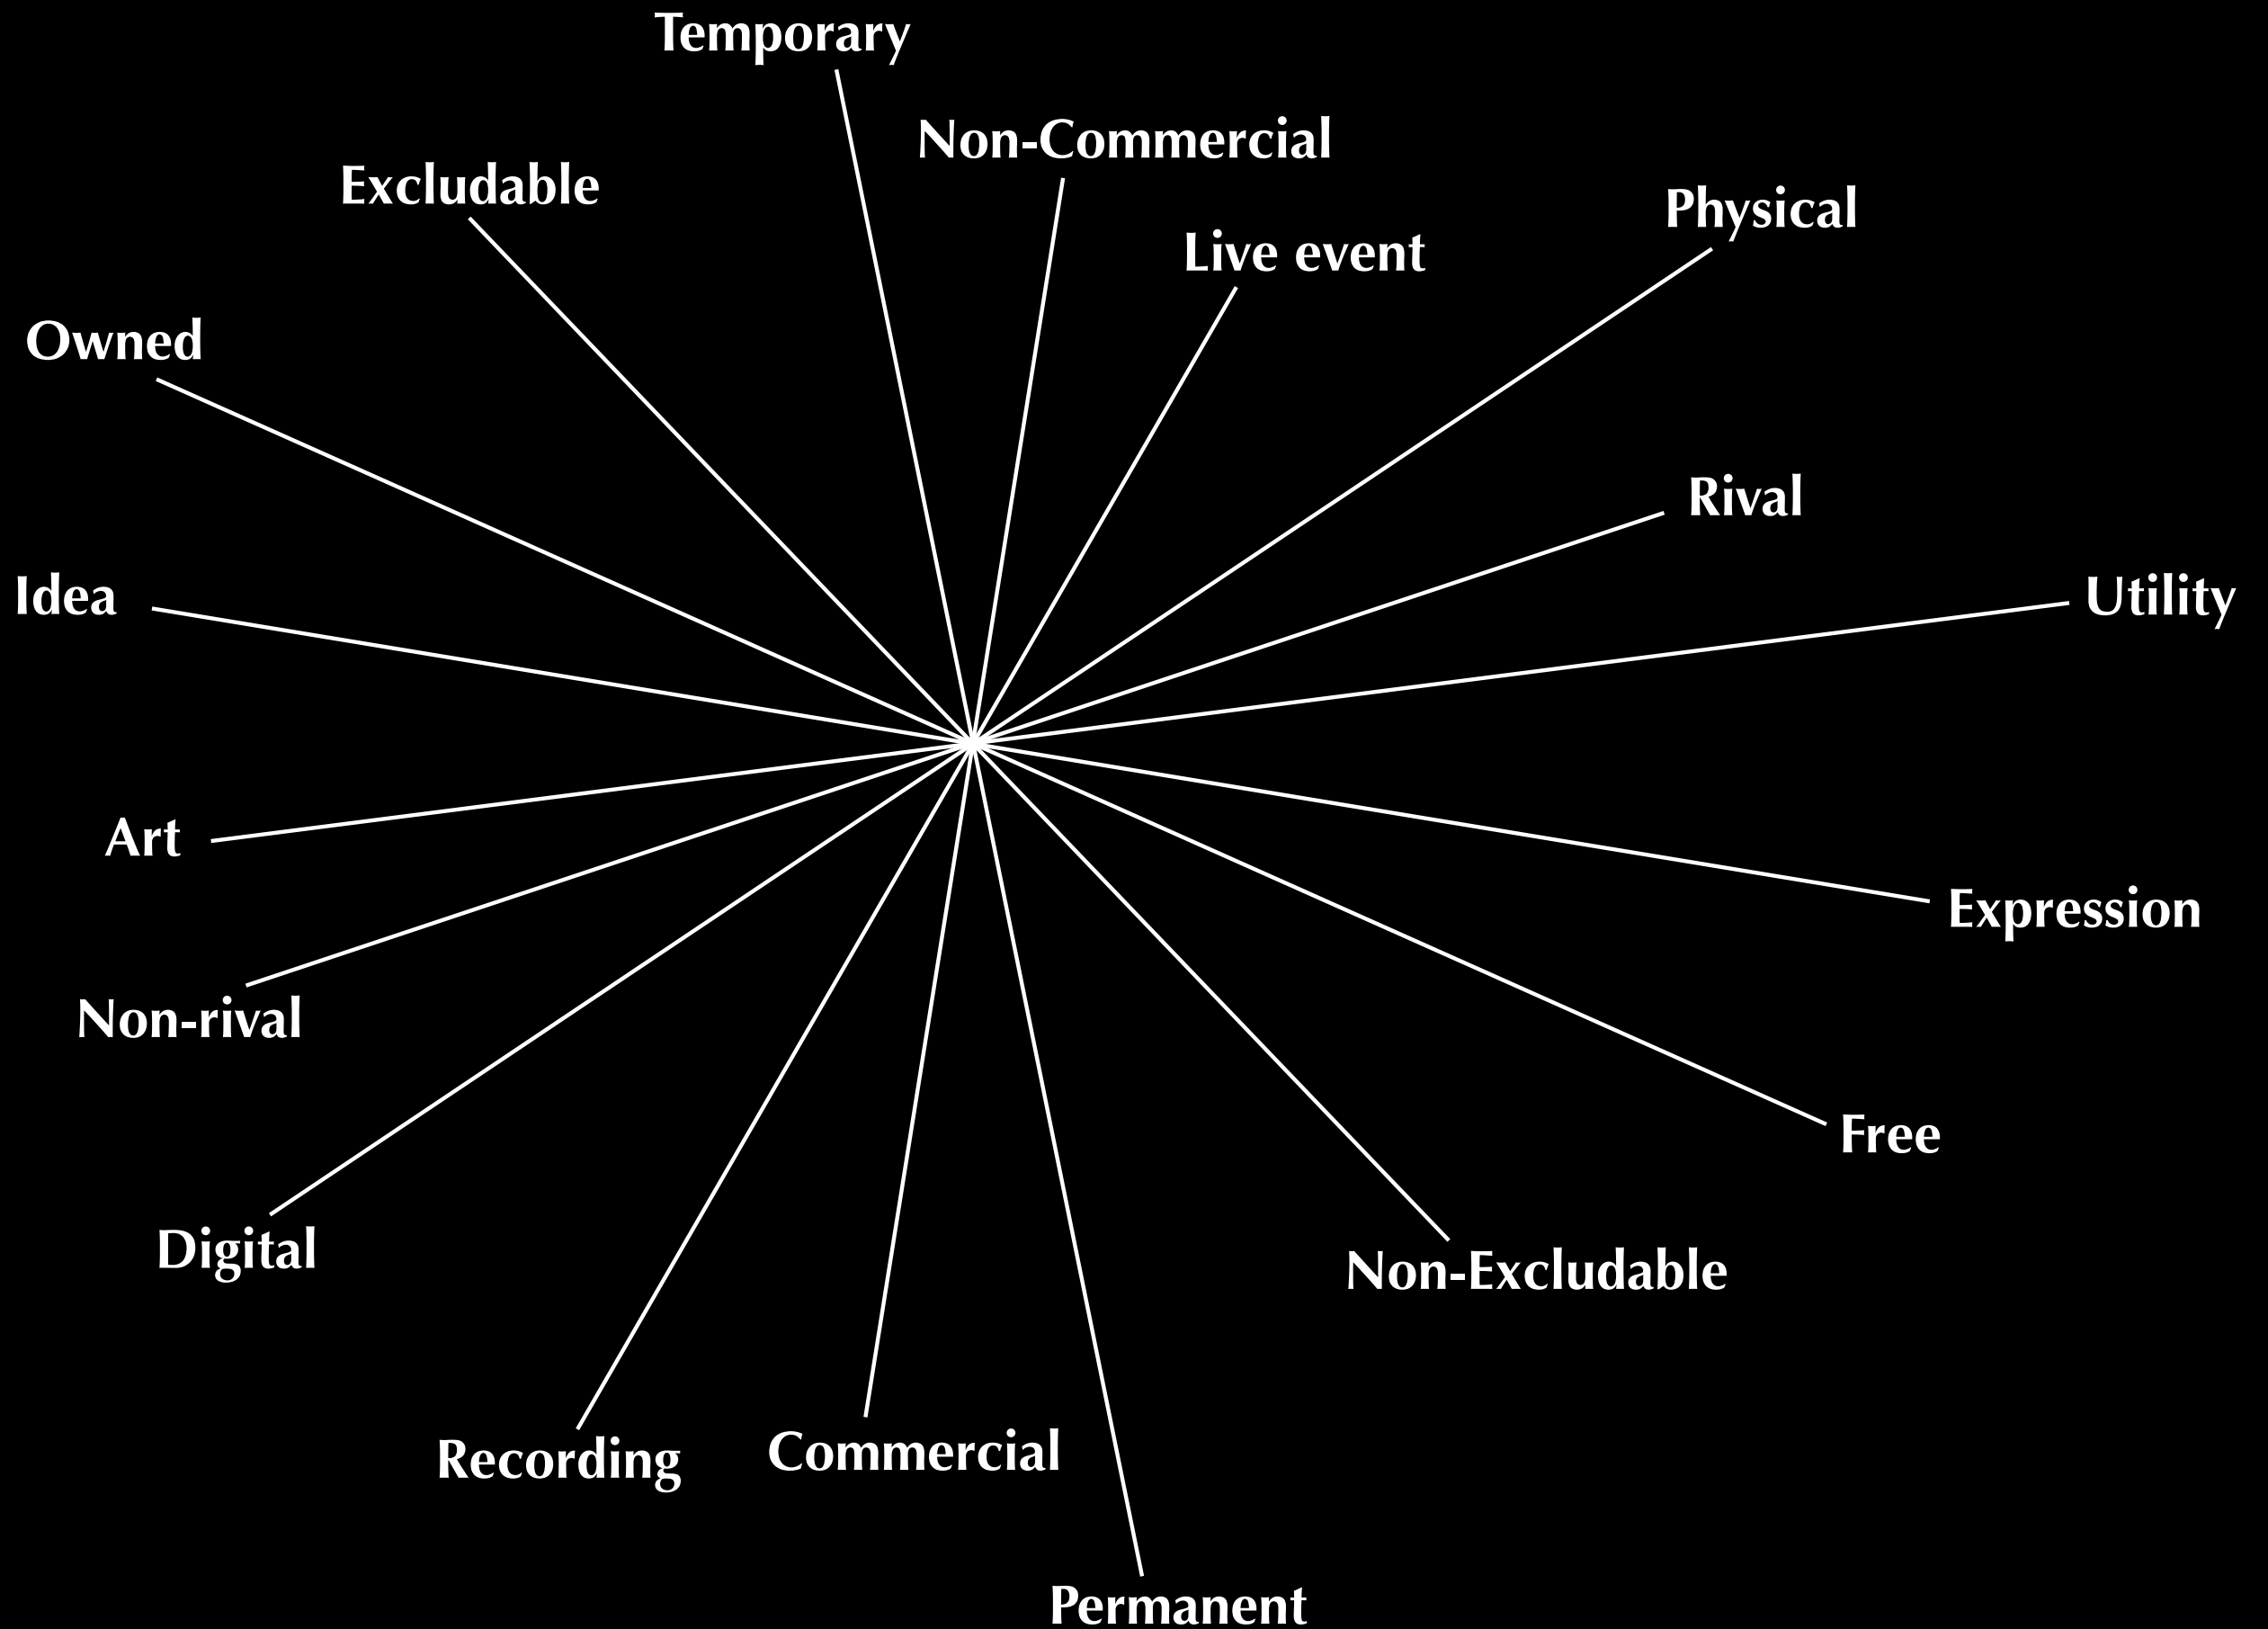 Temporary
Non-Commercial
Excludable
Physical
Live event
Owned
Rival
Idea
Utility
Art
Expression
Non-rival
Free
Digital
Non-Excludable
Recording
Commercial
Permanent